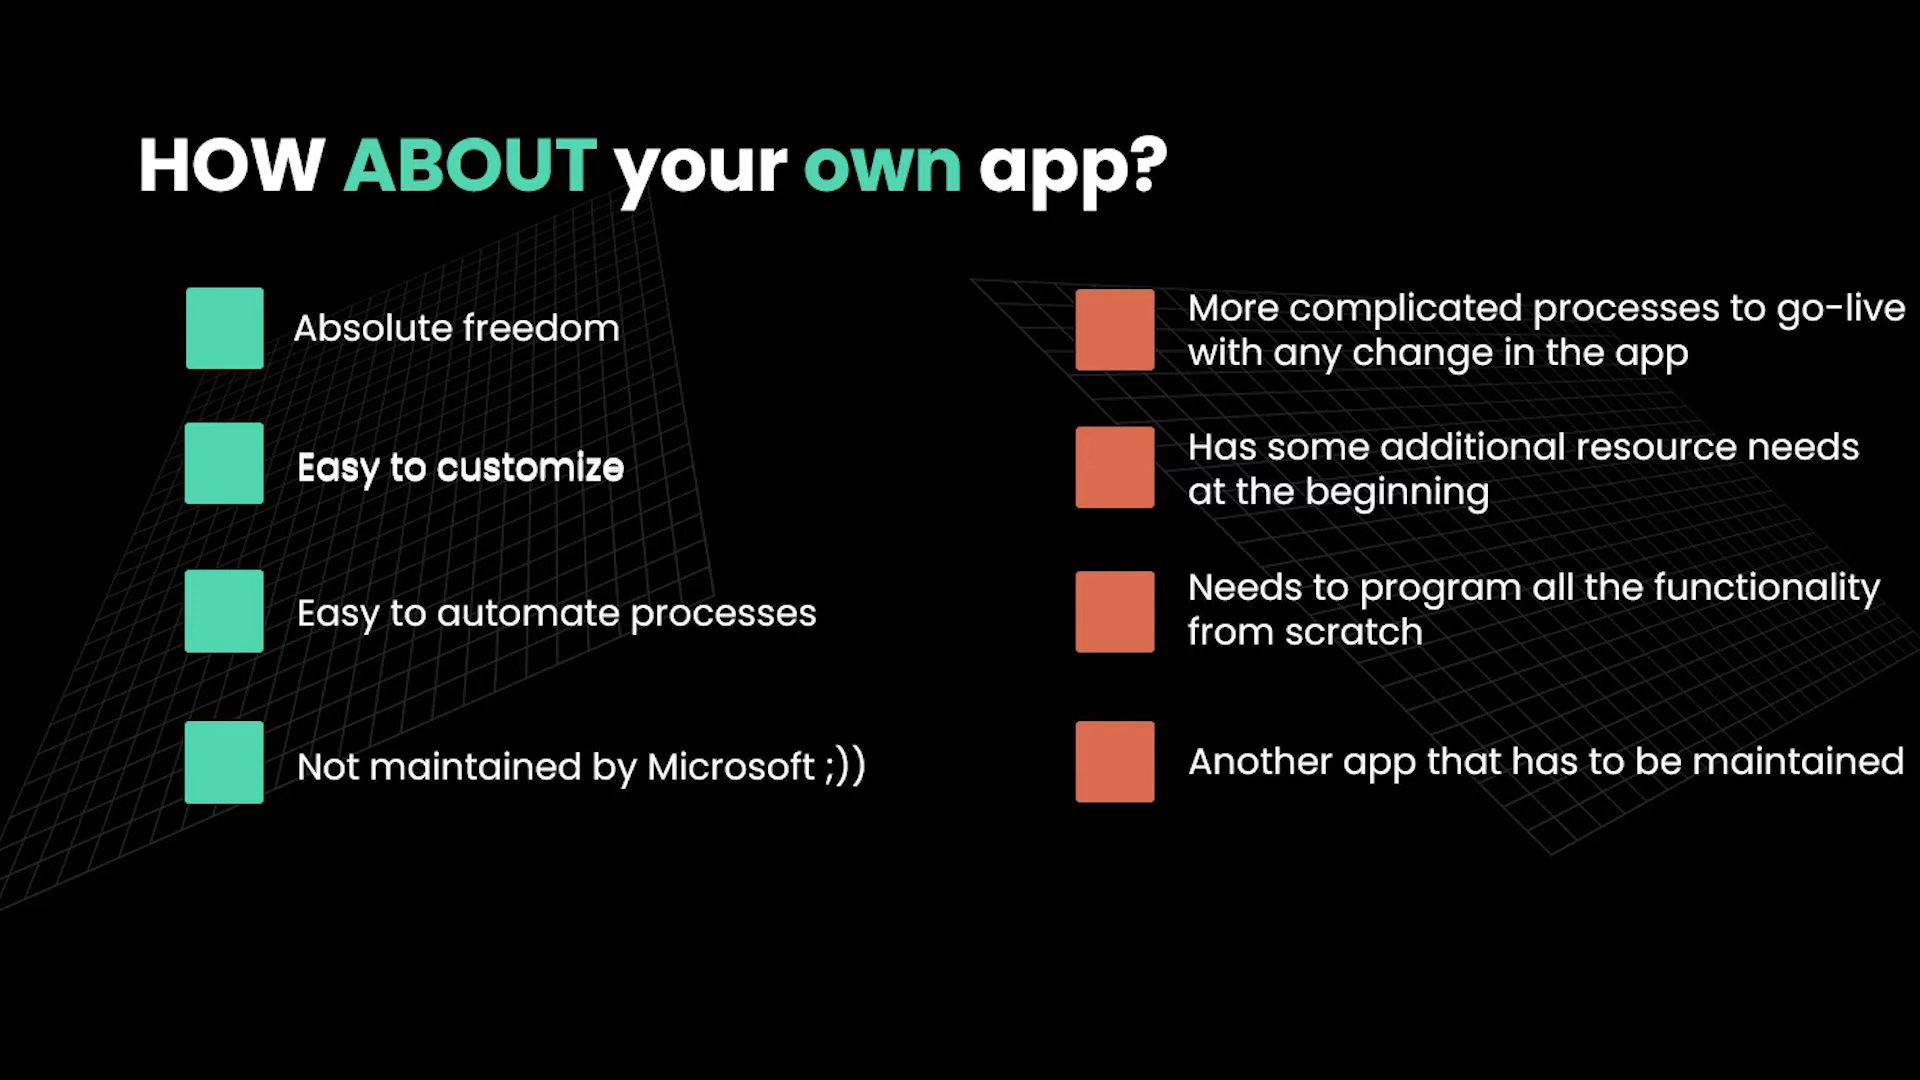 HOW ABOUT your own app?
Absolute freedom
Easy to customize
Easy to automate processes
Not maintained by Microsoft ;))
More complicated processes to go-live
with any change in the app
Has some additional resource needs
at the beginning
Needs to program all the functionality
from scratch
Another app that has to be maintained